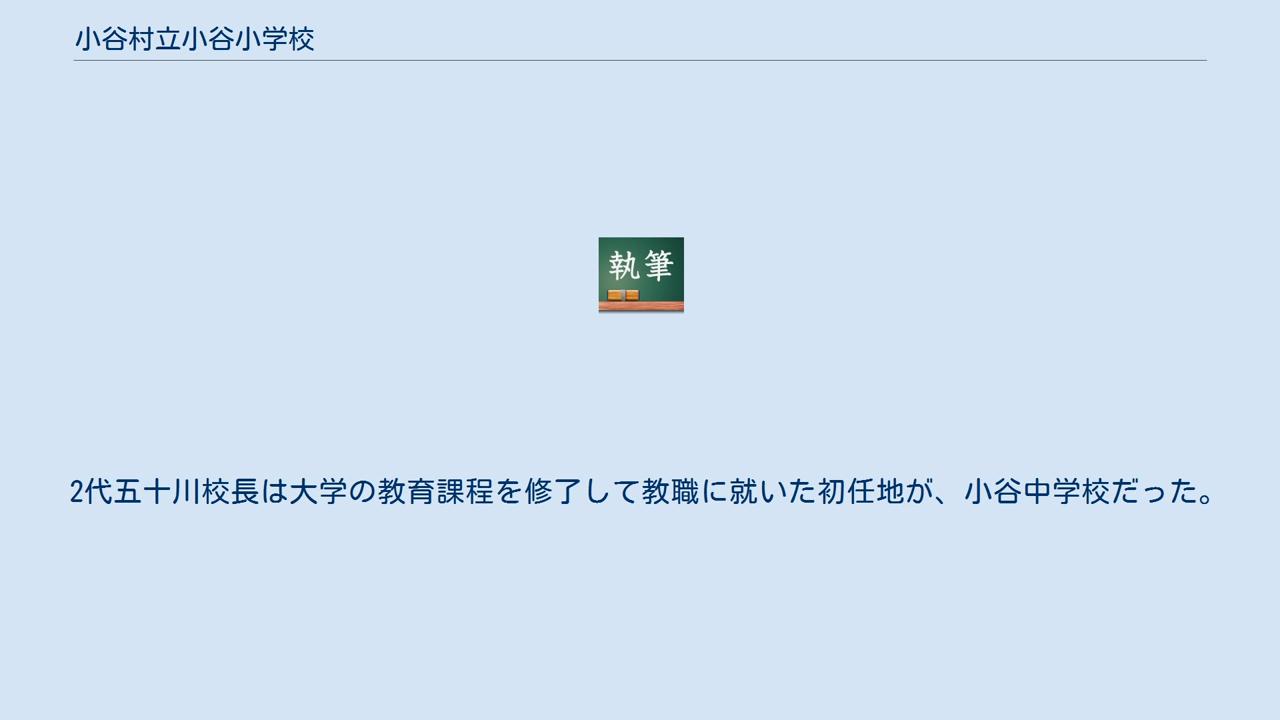 小谷村立小谷小学校
執筆
2代五十川校長は大学の教育課程を修了して教職に就いた初任地が、小谷中学校だった。